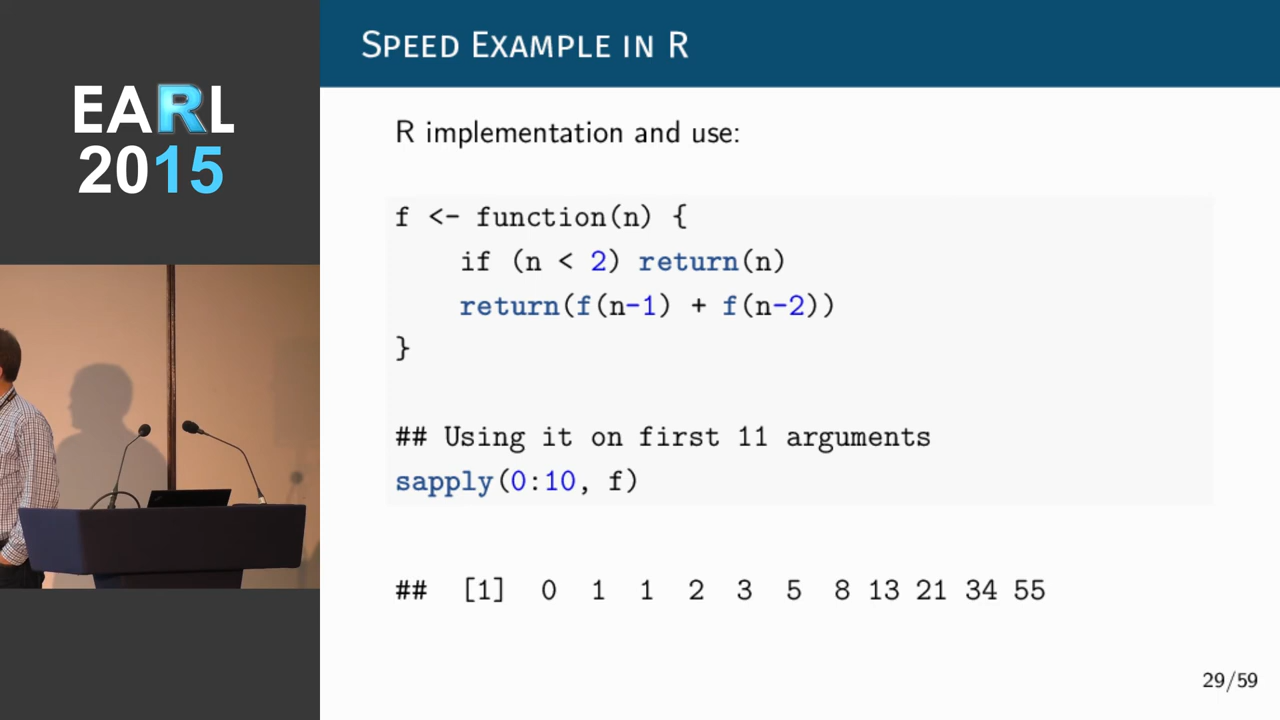 EARL
2015
SPEED EXAMPLE IN R
R implementation and use:
f <- function(n) {
    if (n < 2) return(n)
    return(f(n-1) + f(n-2))
}
## Using it on first 11 arguments
sapply(0:10, f)
## [1] 0 1 1 2 3 5 8 13 21 34 55
29/59